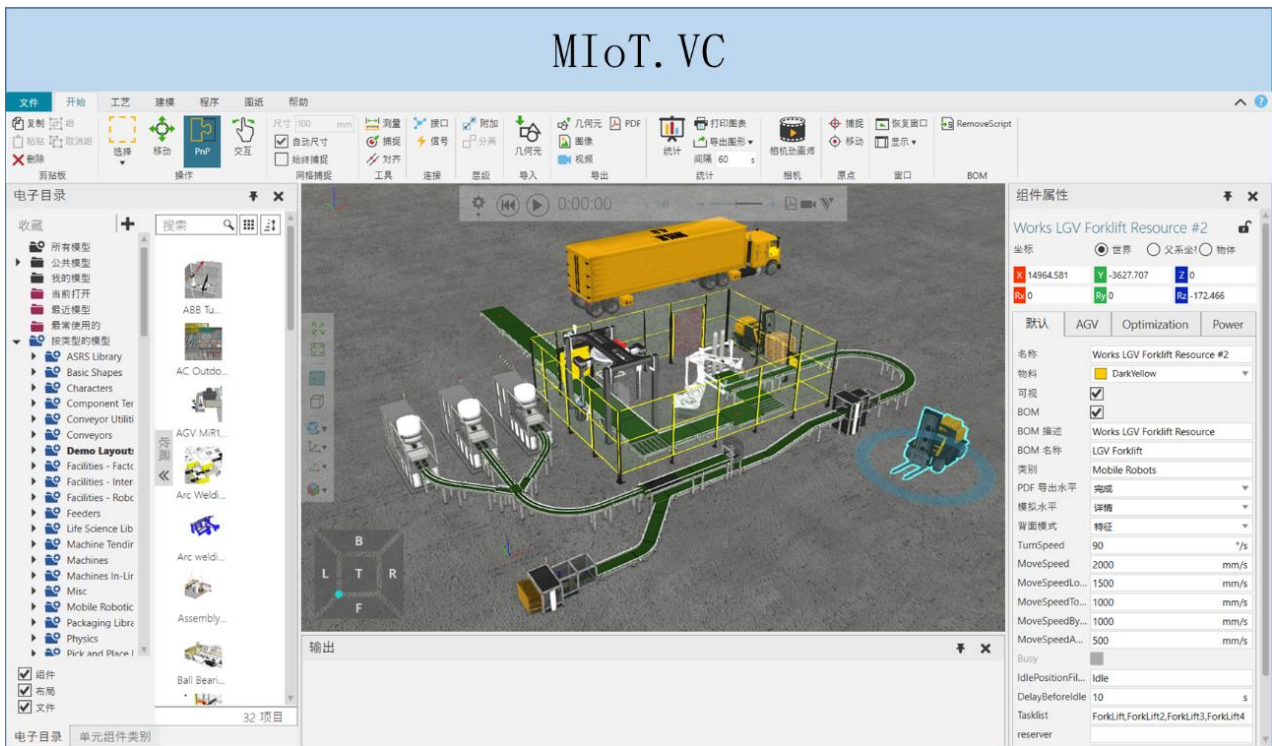 MIoT.VC
文件 开始 工艺 建模 程序 图纸 帮助
复制 组
粘贴 取消组
删除
剪贴板
选择 移动 PnP 交互
操作
尺寸 100 mm
自动尺寸
始终捕捉
网格捕捉
测量
捕捉
对齐
工具
接口
信号
连接
附加
分离
层级
几何元
导入
几何元 PDF
图像
视频
导出
统计
打印图表
导出图形
间隔 60 s
统计
相机动画师
相机
捕捉
移动
原点
恢复窗口
显示
窗口
RemoveScript
BOM
电子目录
收藏
所有模型
公共模型
我的模型
当前打开
最近模型
最常使用的
按类型的模型
ASRS Library
Basic Shapes
Characters
Component Ter
Conveyor Utiliti
Conveyors
Demo Layout
Facilities - Facto
Facilities - Inter
Facilities - Robc
Feeders
Life Science Lib
Machine Tendir
Machines
Machines In-Lir
Misc
Mobile Robotic
Packaging Libra
Physics
Pick and Place L
组件
布局
文件
电子目录 单元组件类别
收藏
搜索
ABB Tu...
AC Outdo...
AGV MiR1...
Arc Weldi...
Arc weldi...
Assembly...
Ball Beari...
32 项目
0:00:00
B
L T R
F
输出
组件属性
Works LGV Forklift Resource #2
坐标 世界 父系坐! 物体
X 14964.581 Y -3627.707 Z 0
Rx 0 Ry 0 Rz -172.466
默认 AGV Optimization Power
名称 Works LGV Forklift Resource #2
物料 DarkYellow
可视
BOM
BOM 描述 Works LGV Forklift Resource
BOM 名称 LGV Forklift
类别 Mobile Robots
PDF 导出水平 完成
模拟水平 详情
背面模式 特征
TurnSpeed 90 °/s
MoveSpeed 2000 mm/s
MoveSpeedLo... 1500 mm/s
MoveSpeedTo... 1000 mm/s
MoveSpeedBy... 1000 mm/s
MoveSpeedA... 500 mm/s
Busy
IdlePositionFil... Idle
DelayBeforeIdle 10 s
Tasklist ForkLift,ForkLift2,ForkLift3,ForkLift4
reserver